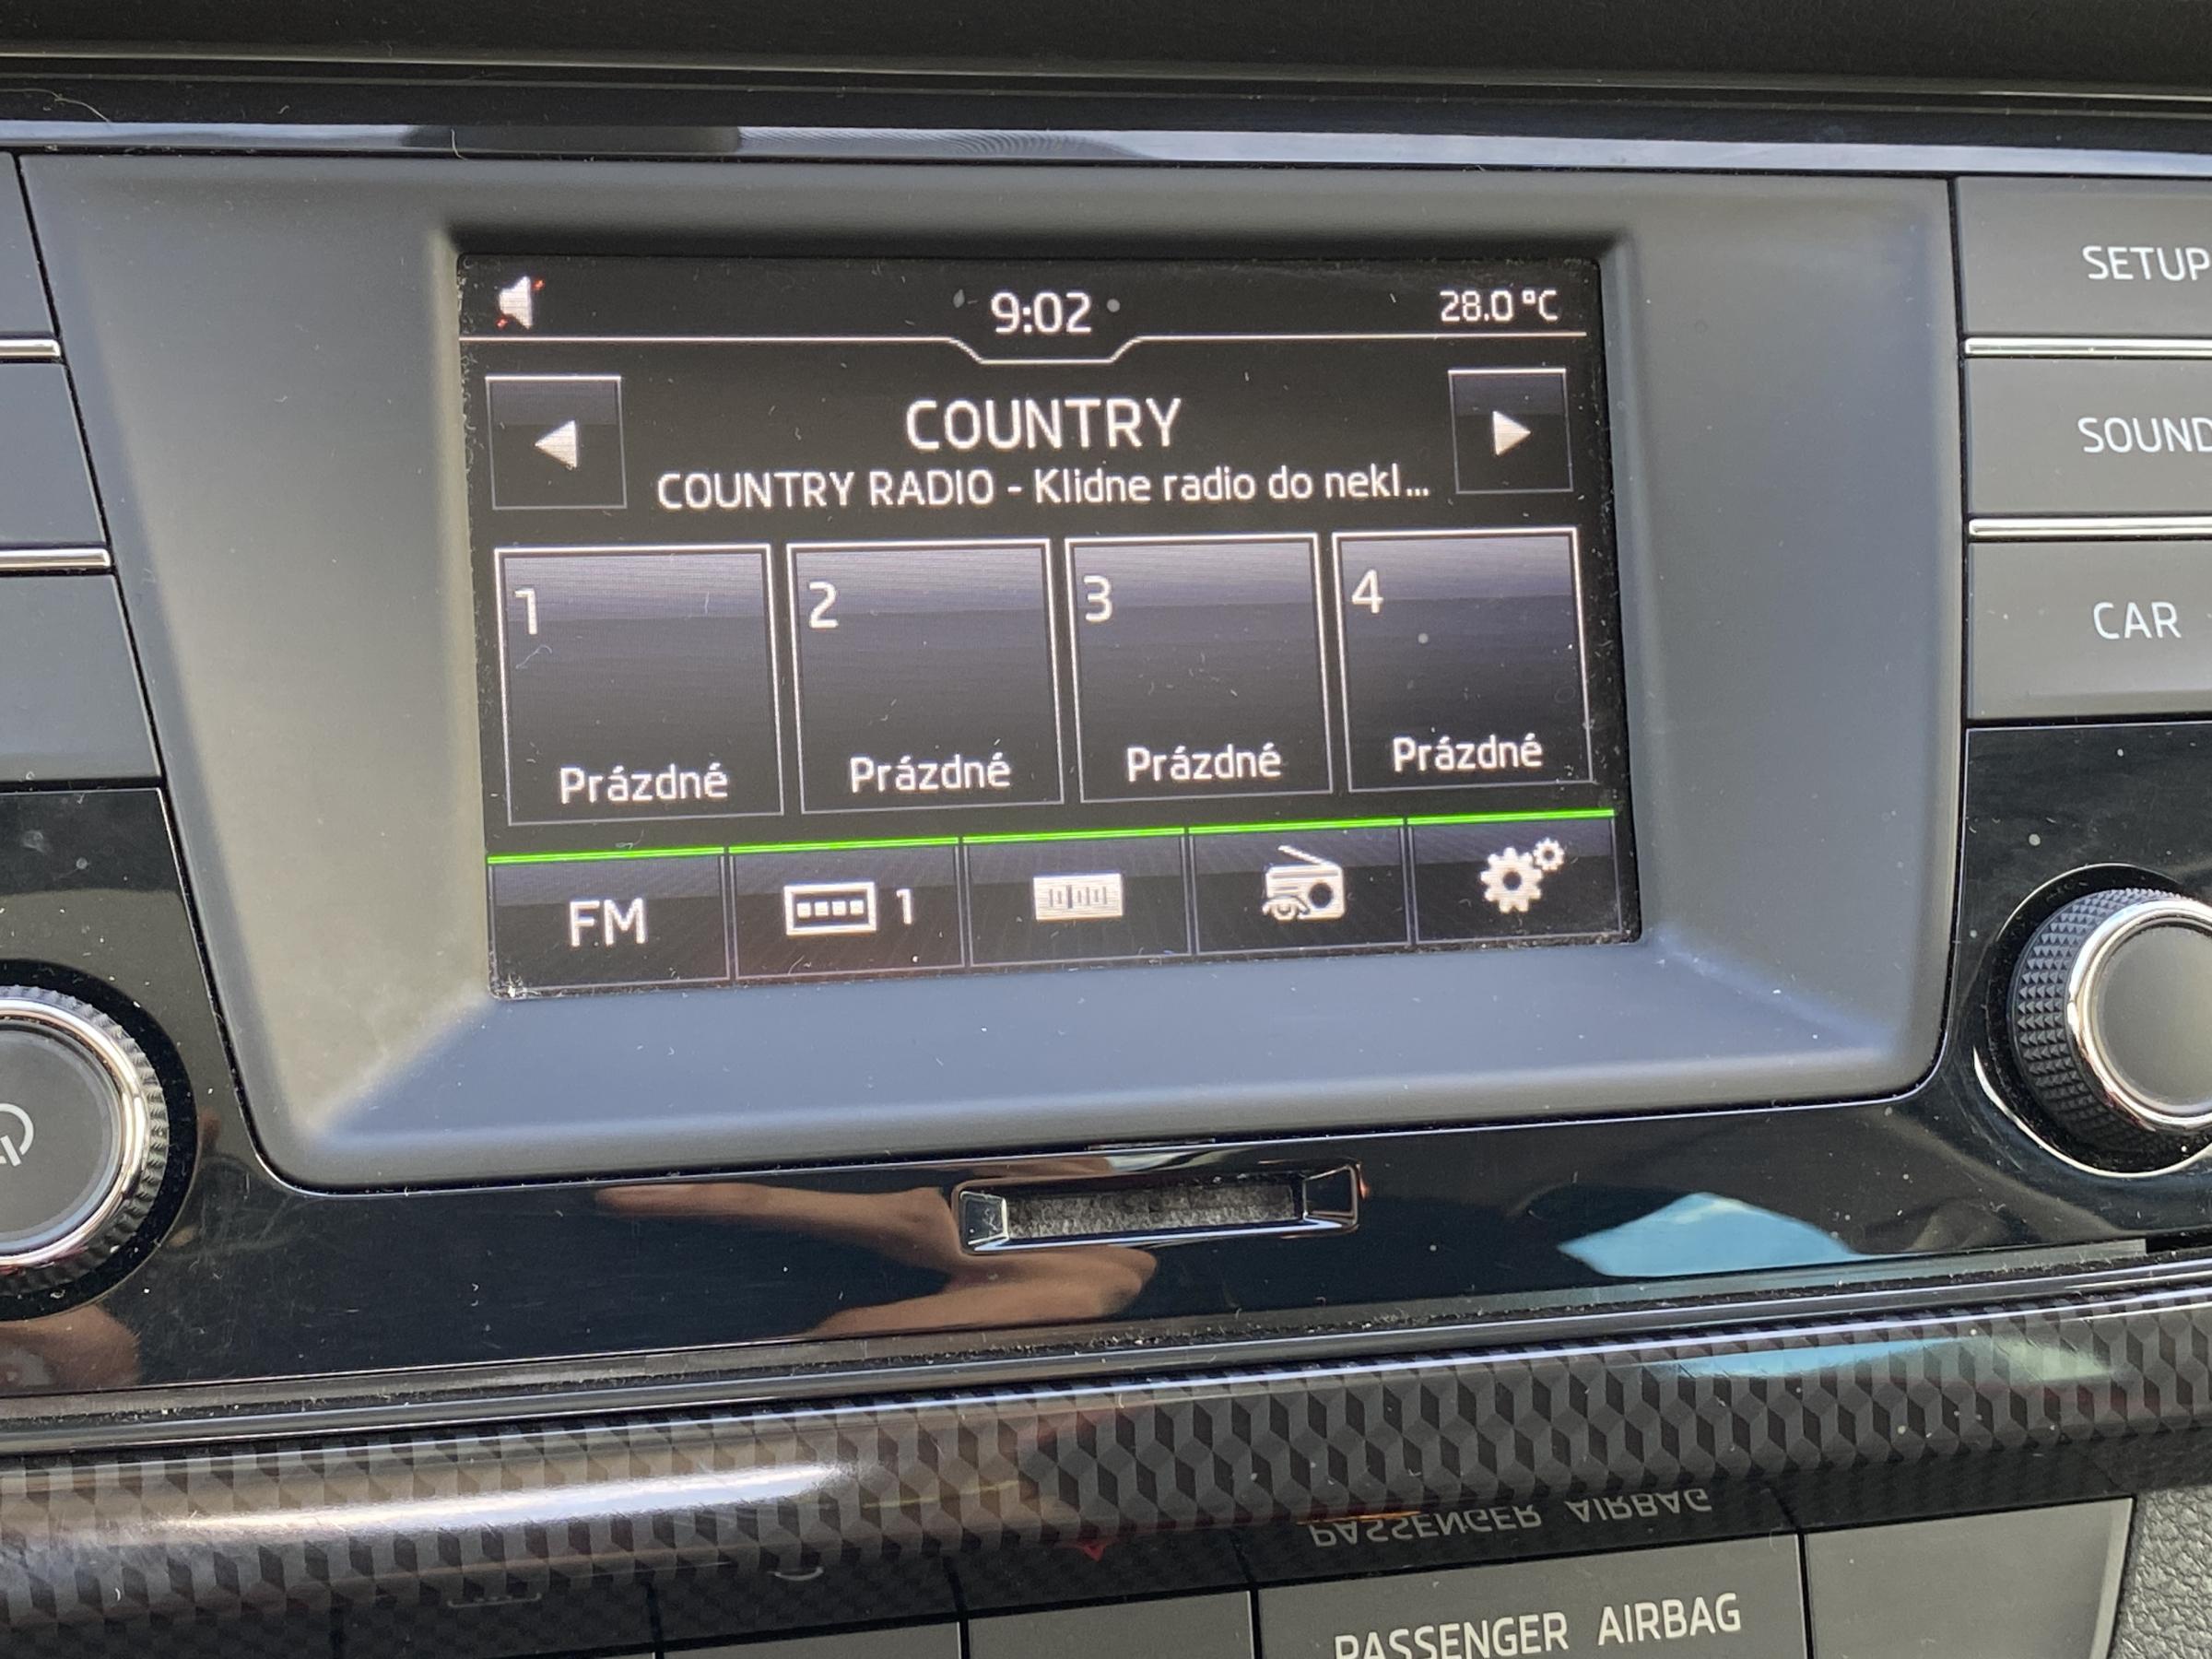 9:02
28.0 °C
SETUP
COUNTRY
COUNTRY RADIO - Klidne radio do nekl...
SOUND
1
2
3
4
CAR
Prázdné
Prázdné
Prázdné
Prázdné
FM
1
PASSENGER AIRBAG
PASSENGER AIRBAG